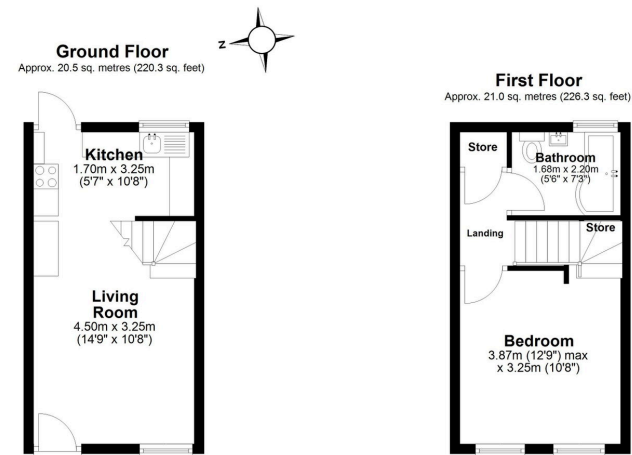 Ground Floor
Approx. 20.5 sq. metres (220.3 sq. feet)
Z
Kitchen
1.70m x 3.25m
(5'7" x 10'8")
Living
Room
4.50m x 3.25m
(14'9" x 10'8")
First Floor
Approx. 21.0 sq. metres (226.3 sq. feet)
Store
Bathroom
1.68m x 2.20m
(5'6" x 7'3")
Landing
Store
Bedroom
3.87m (12'9") max
x 3.25m (10'8")